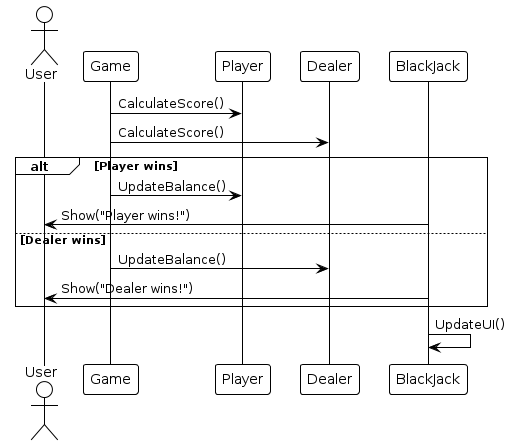 User
Game
Player
Dealer
BlackJack
CalculateScore()
CalculateScore()
alt
[Player wins]
UpdateBalance()
Show("Player wins!")
[Dealer wins]
UpdateBalance()
Show("Dealer wins!")
UpdateUI()
User
Game
Player
Dealer
BlackJack